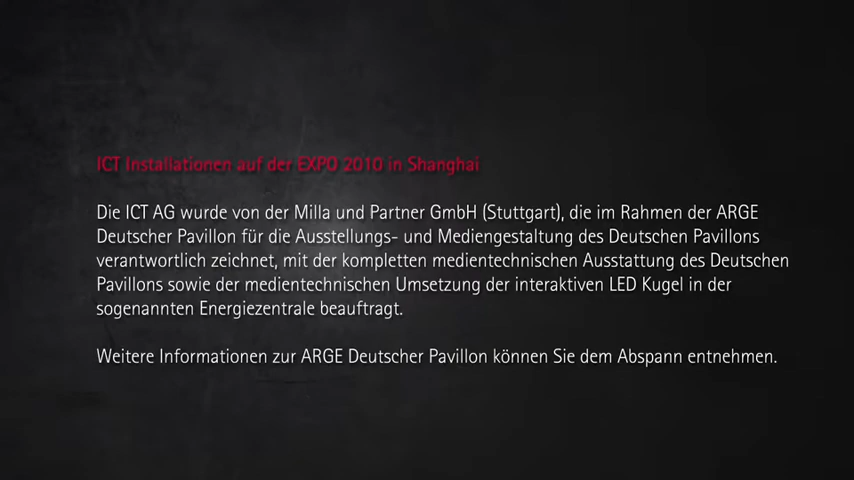 ICT Installationen auf der EXPO 2010 in Shanghai
Die ICT AG wurde von der Milla und Partner GmbH (Stuttgart), die im Rahmen der ARGE
Deutscher Pavillon für die Ausstellungs- und Mediengestaltung des Deutschen Pavillons
verantwortlich zeichnet, mit der kompletten medientechnischen Ausstattung des Deutschen
Pavillons sowie der medientechnischen Umsetzung der interaktiven LED Kugel in der
sogenannten Energiezentrale beauftragt.
Weitere Informationen zur ARGE Deutscher Pavillon können Sie dem Abspann entnehmen.